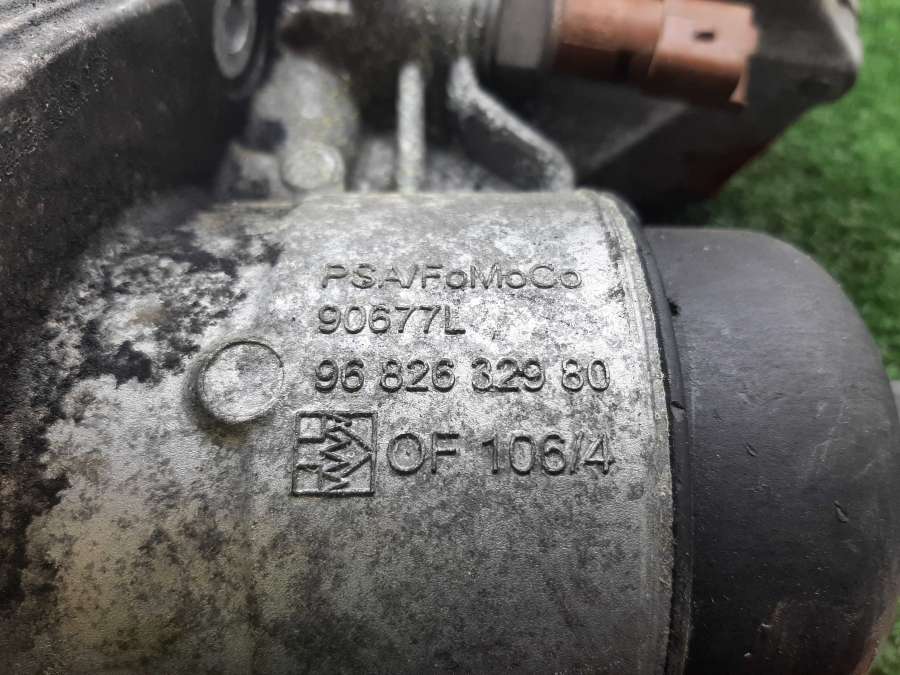 PSA/FoMoCo
90677L
96 826 329 80
OF 106/4